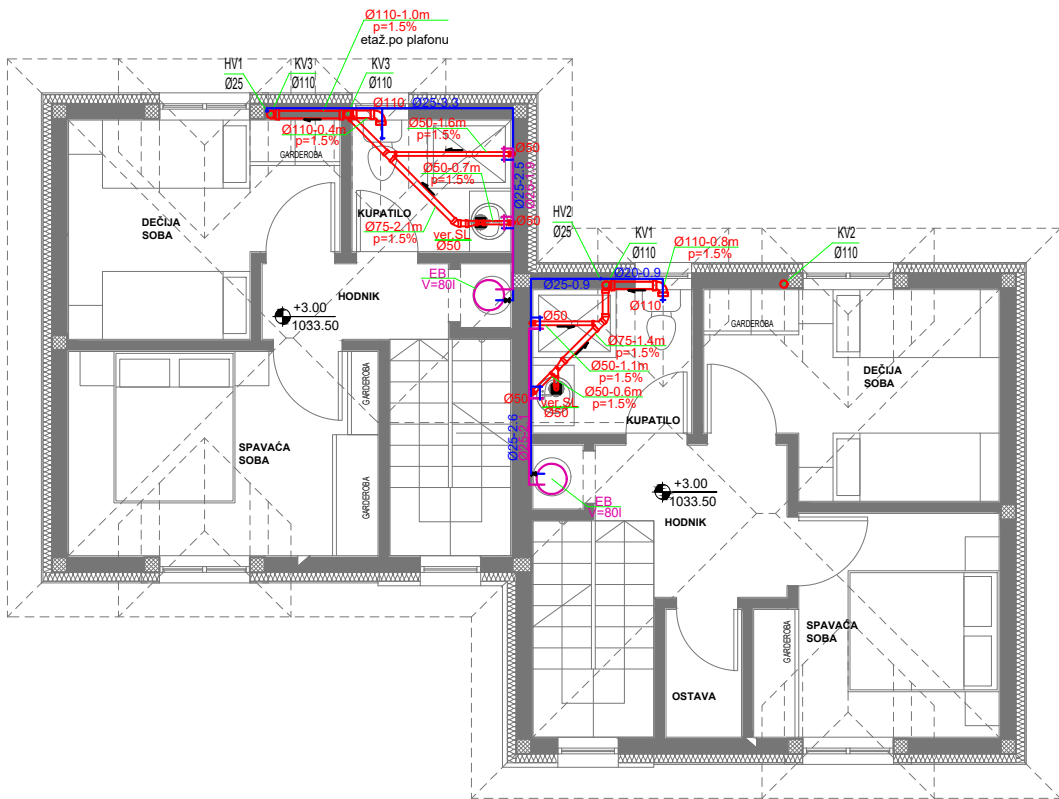 Ø110-1.0m
p=1.5%
etaž.po plafonu
HV1
Ø25
KV3
Ø110
KV3
Ø110
Ø110
Ø25-3.3
Ø110-0.4m
p=1.5%
Ø50-1.6m
p=1.5%
Ø50
GARDEROBA
Ø50-0.7m
p=1.5%
Ø25-2.5
DEČIJA
SOBA
KUPATILO
Ø75-2.1m
p=1.5%
ver.SL
Ø50
Ø50
EB
V=80l
HODNIK
+3.00
1033.50
GARDEROBA
GARDEROBA
SPAVAĆA
SOBA
HV2
Ø25
KV1
Ø110
Ø110-0.8m
p=1.5%
KV2
Ø110
Ø25-0.9
Ø20-0.9
Ø110
Ø50
GARDEROBA
Ø75-1.4m
p=1.5%
Ø50-1.1m
p=1.5%
Ø50-0.6m
p=1.5%
Ø50
ver.SL
Ø50
KUPATILO
DEČIJA
SOBA
Ø25-2.6
Ø25-2.1
EB
V=80l
+3.00
1033.50
HODNIK
GARDEROBA
SPAVAĆA
SOBA
OSTAVA